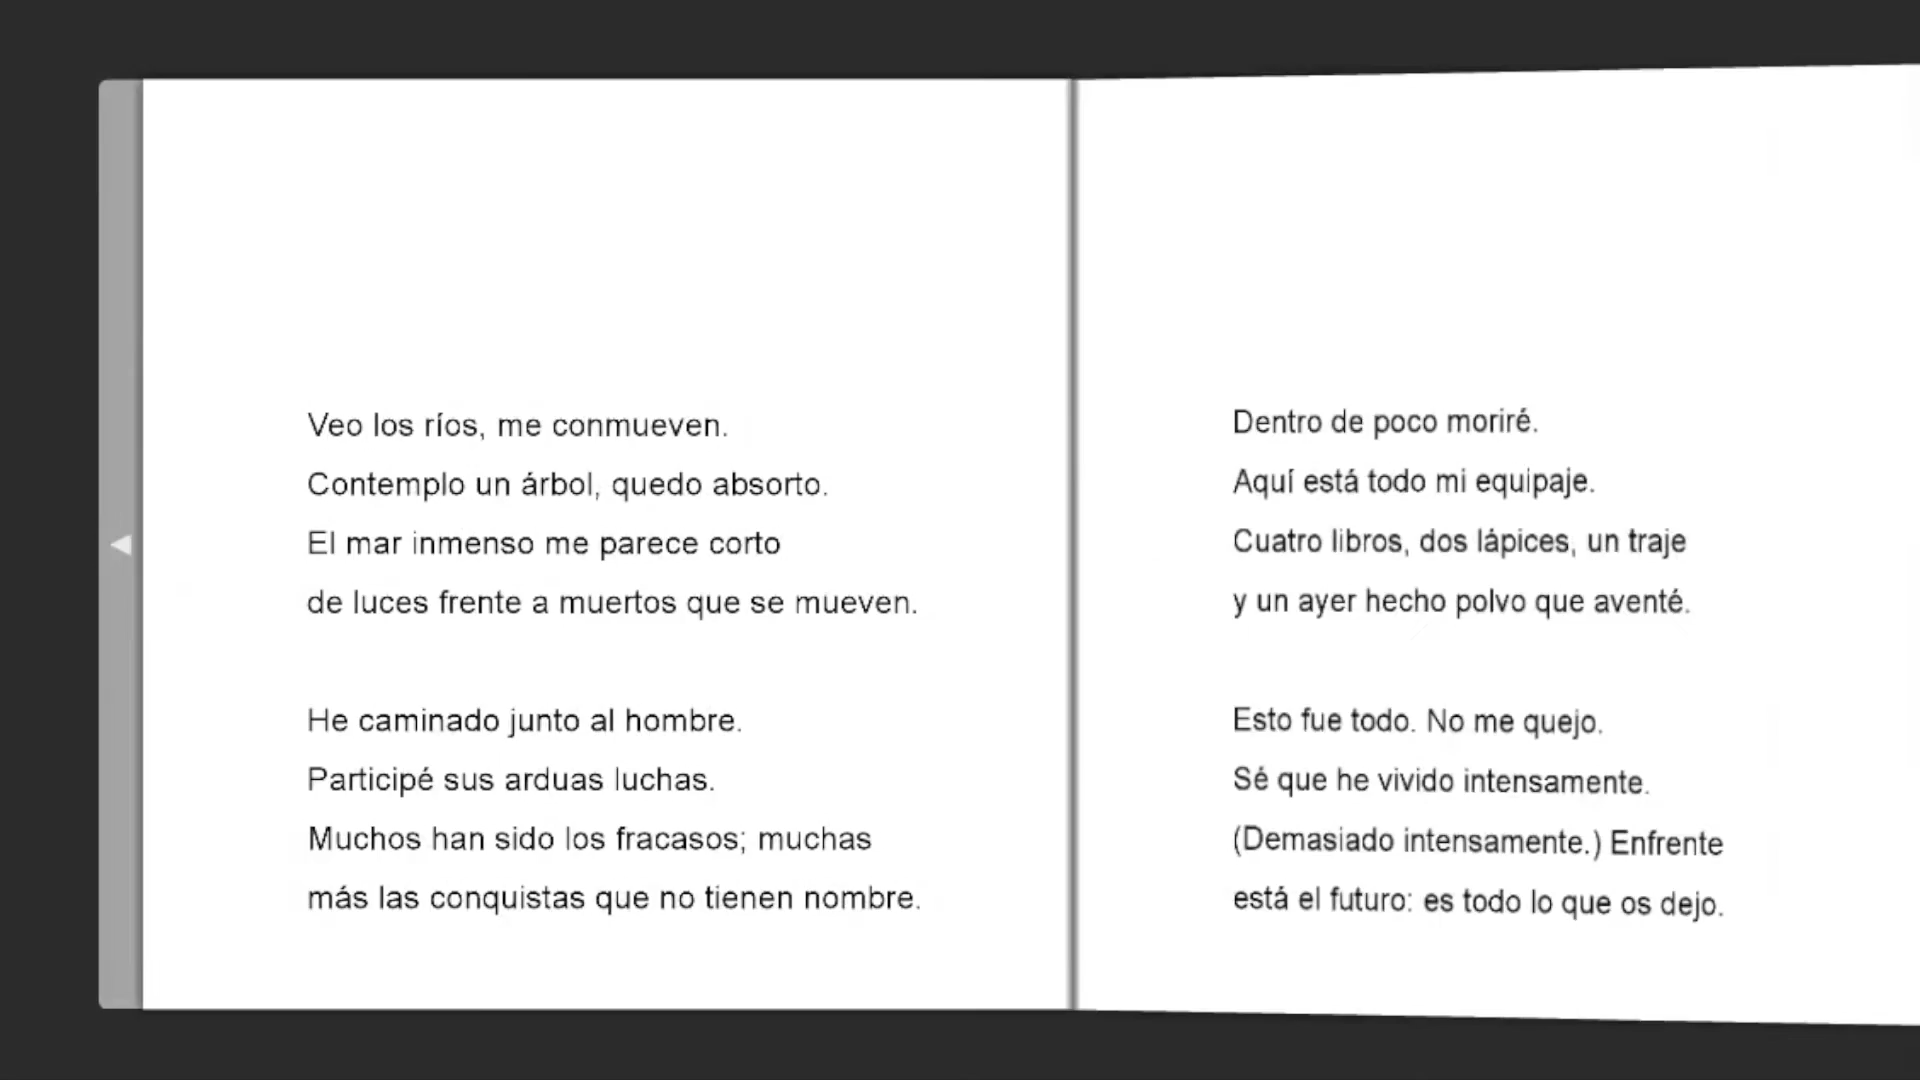 Veo los ríos, me conmueven.
Contemplo un árbol, quedo absorto.
El mar inmenso me parece corto
de luces frente a muertos que se mueven.
He caminado junto al hombre.
Participé sus arduas luchas.
Muchos han sido los fracasos; muchas
más las conquistas que no tienen nombre.
Dentro de poco moriré.
Aquí está todo mi equipaje.
Cuatro libros, dos lápices, un traje
y un ayer hecho polvo que aventé.
Esto fue todo. No me quejo.
Sé que he vivido intensamente.
(Demasiado intensamente.) Enfrente
está el futuro: es todo lo que os dejo.